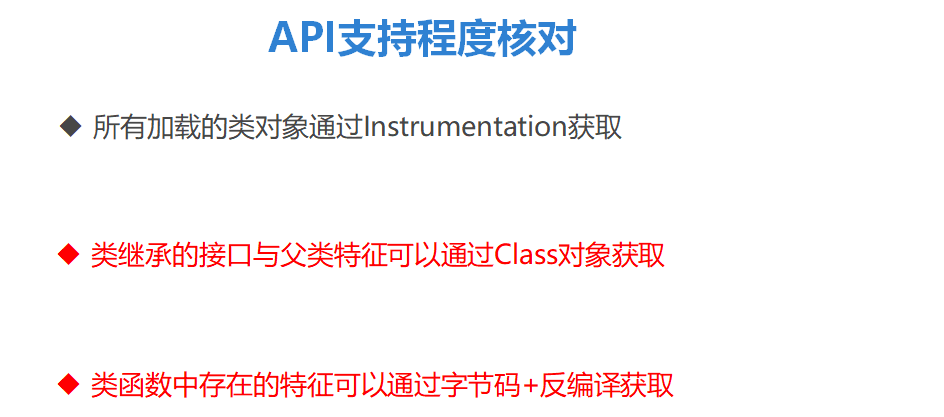 API支持程度核对
◆ 所有加载的类对象通过Instrumentation获取
◆ 类继承的接口与父类特征可以通过Class对象获取
◆ 类函数中存在的特征可以通过字节码+反编译获取